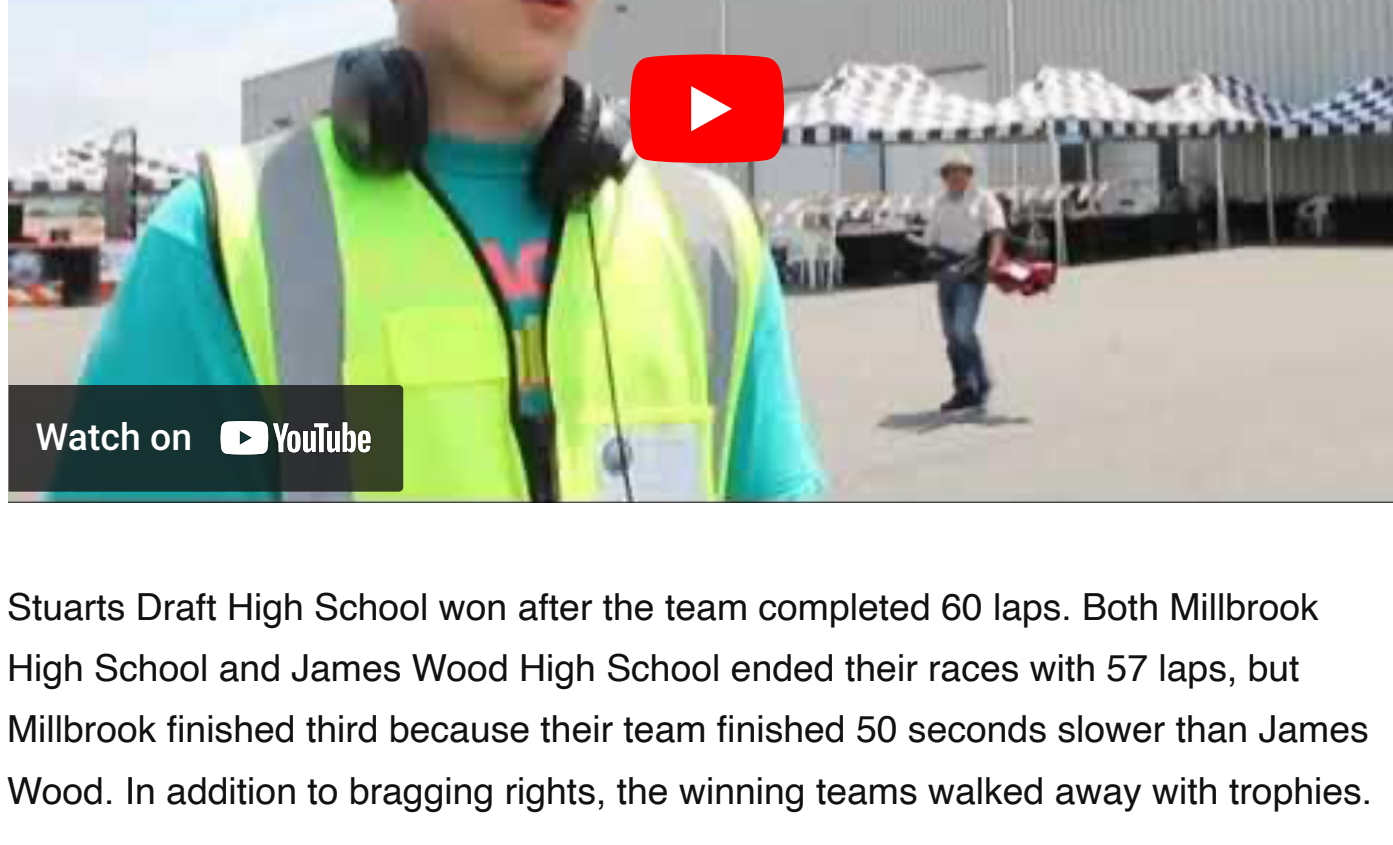 Watch on YouTube
Stuarts Draft High School won after the team completed 60 laps. Both Millbrook
High School and James Wood High School ended their races with 57 laps, but
Millbrook finished third because their team finished 50 seconds slower than James
Wood. In addition to bragging rights, the winning teams walked away with trophies.